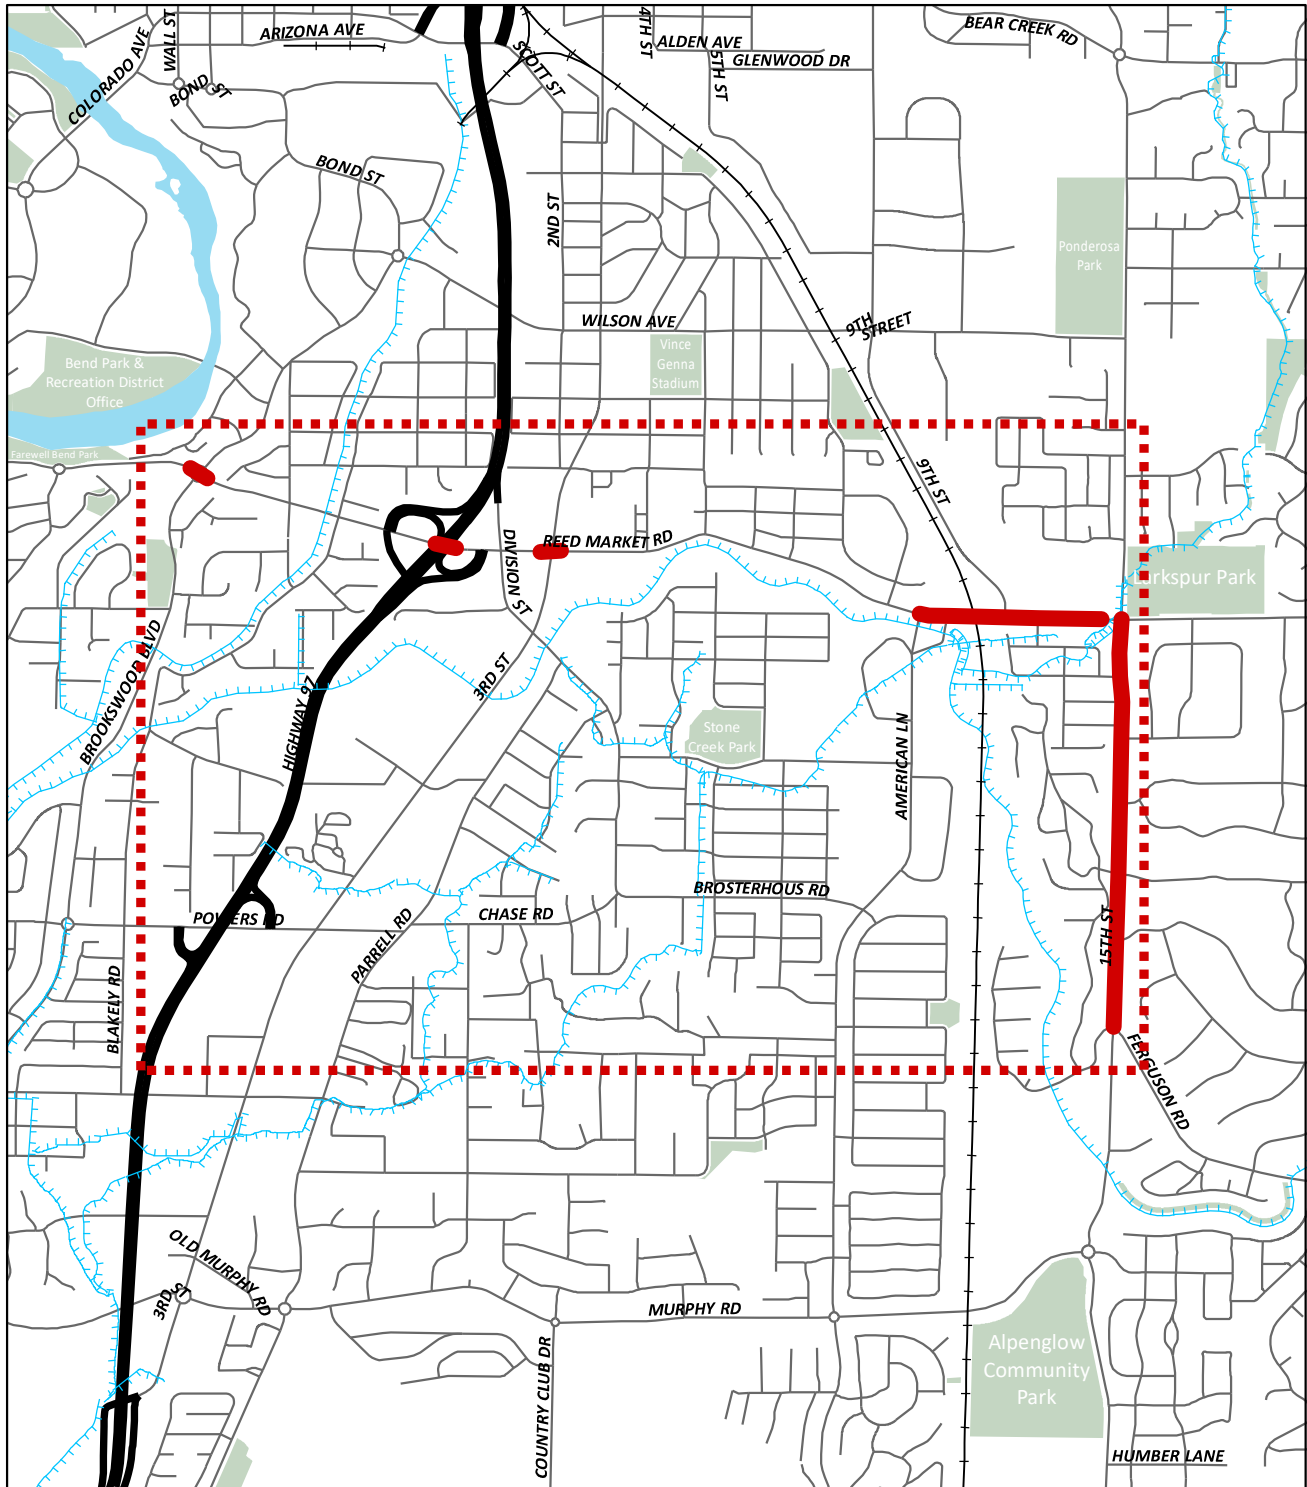 ARIZONA AVE
WALL ST
COLORADO AVE
BOND ST
SCOTT ST
4TH ST
ALDEN AVE
5TH ST
GLENWOOD DR
BEAR CREEK RD
BOND ST
2ND ST
Ponderosa
Park
WILSON AVE
9TH
STREET
Vince
Genna
Stadium
Bend Park &
Recreation District
Office
Farewell Bend Park
9TH ST
DIVISION ST
REED MARKET RD
Larkspur Park
BROOKSWOOD BLVD
3RD ST
HIGHWAY 97
Stone
Creek Park
AMERICAN LN
BROSTERHOUS RD
POWERS RD
CHASE RD
PARRELL RD
15TH ST
BLAKELY RD
FERGUSON RD
OLD MURPHY RD
3RD ST
MURPHY RD
COUNTRY CLUB DR
Alpenglow
Community
Park
HUMBER LANE